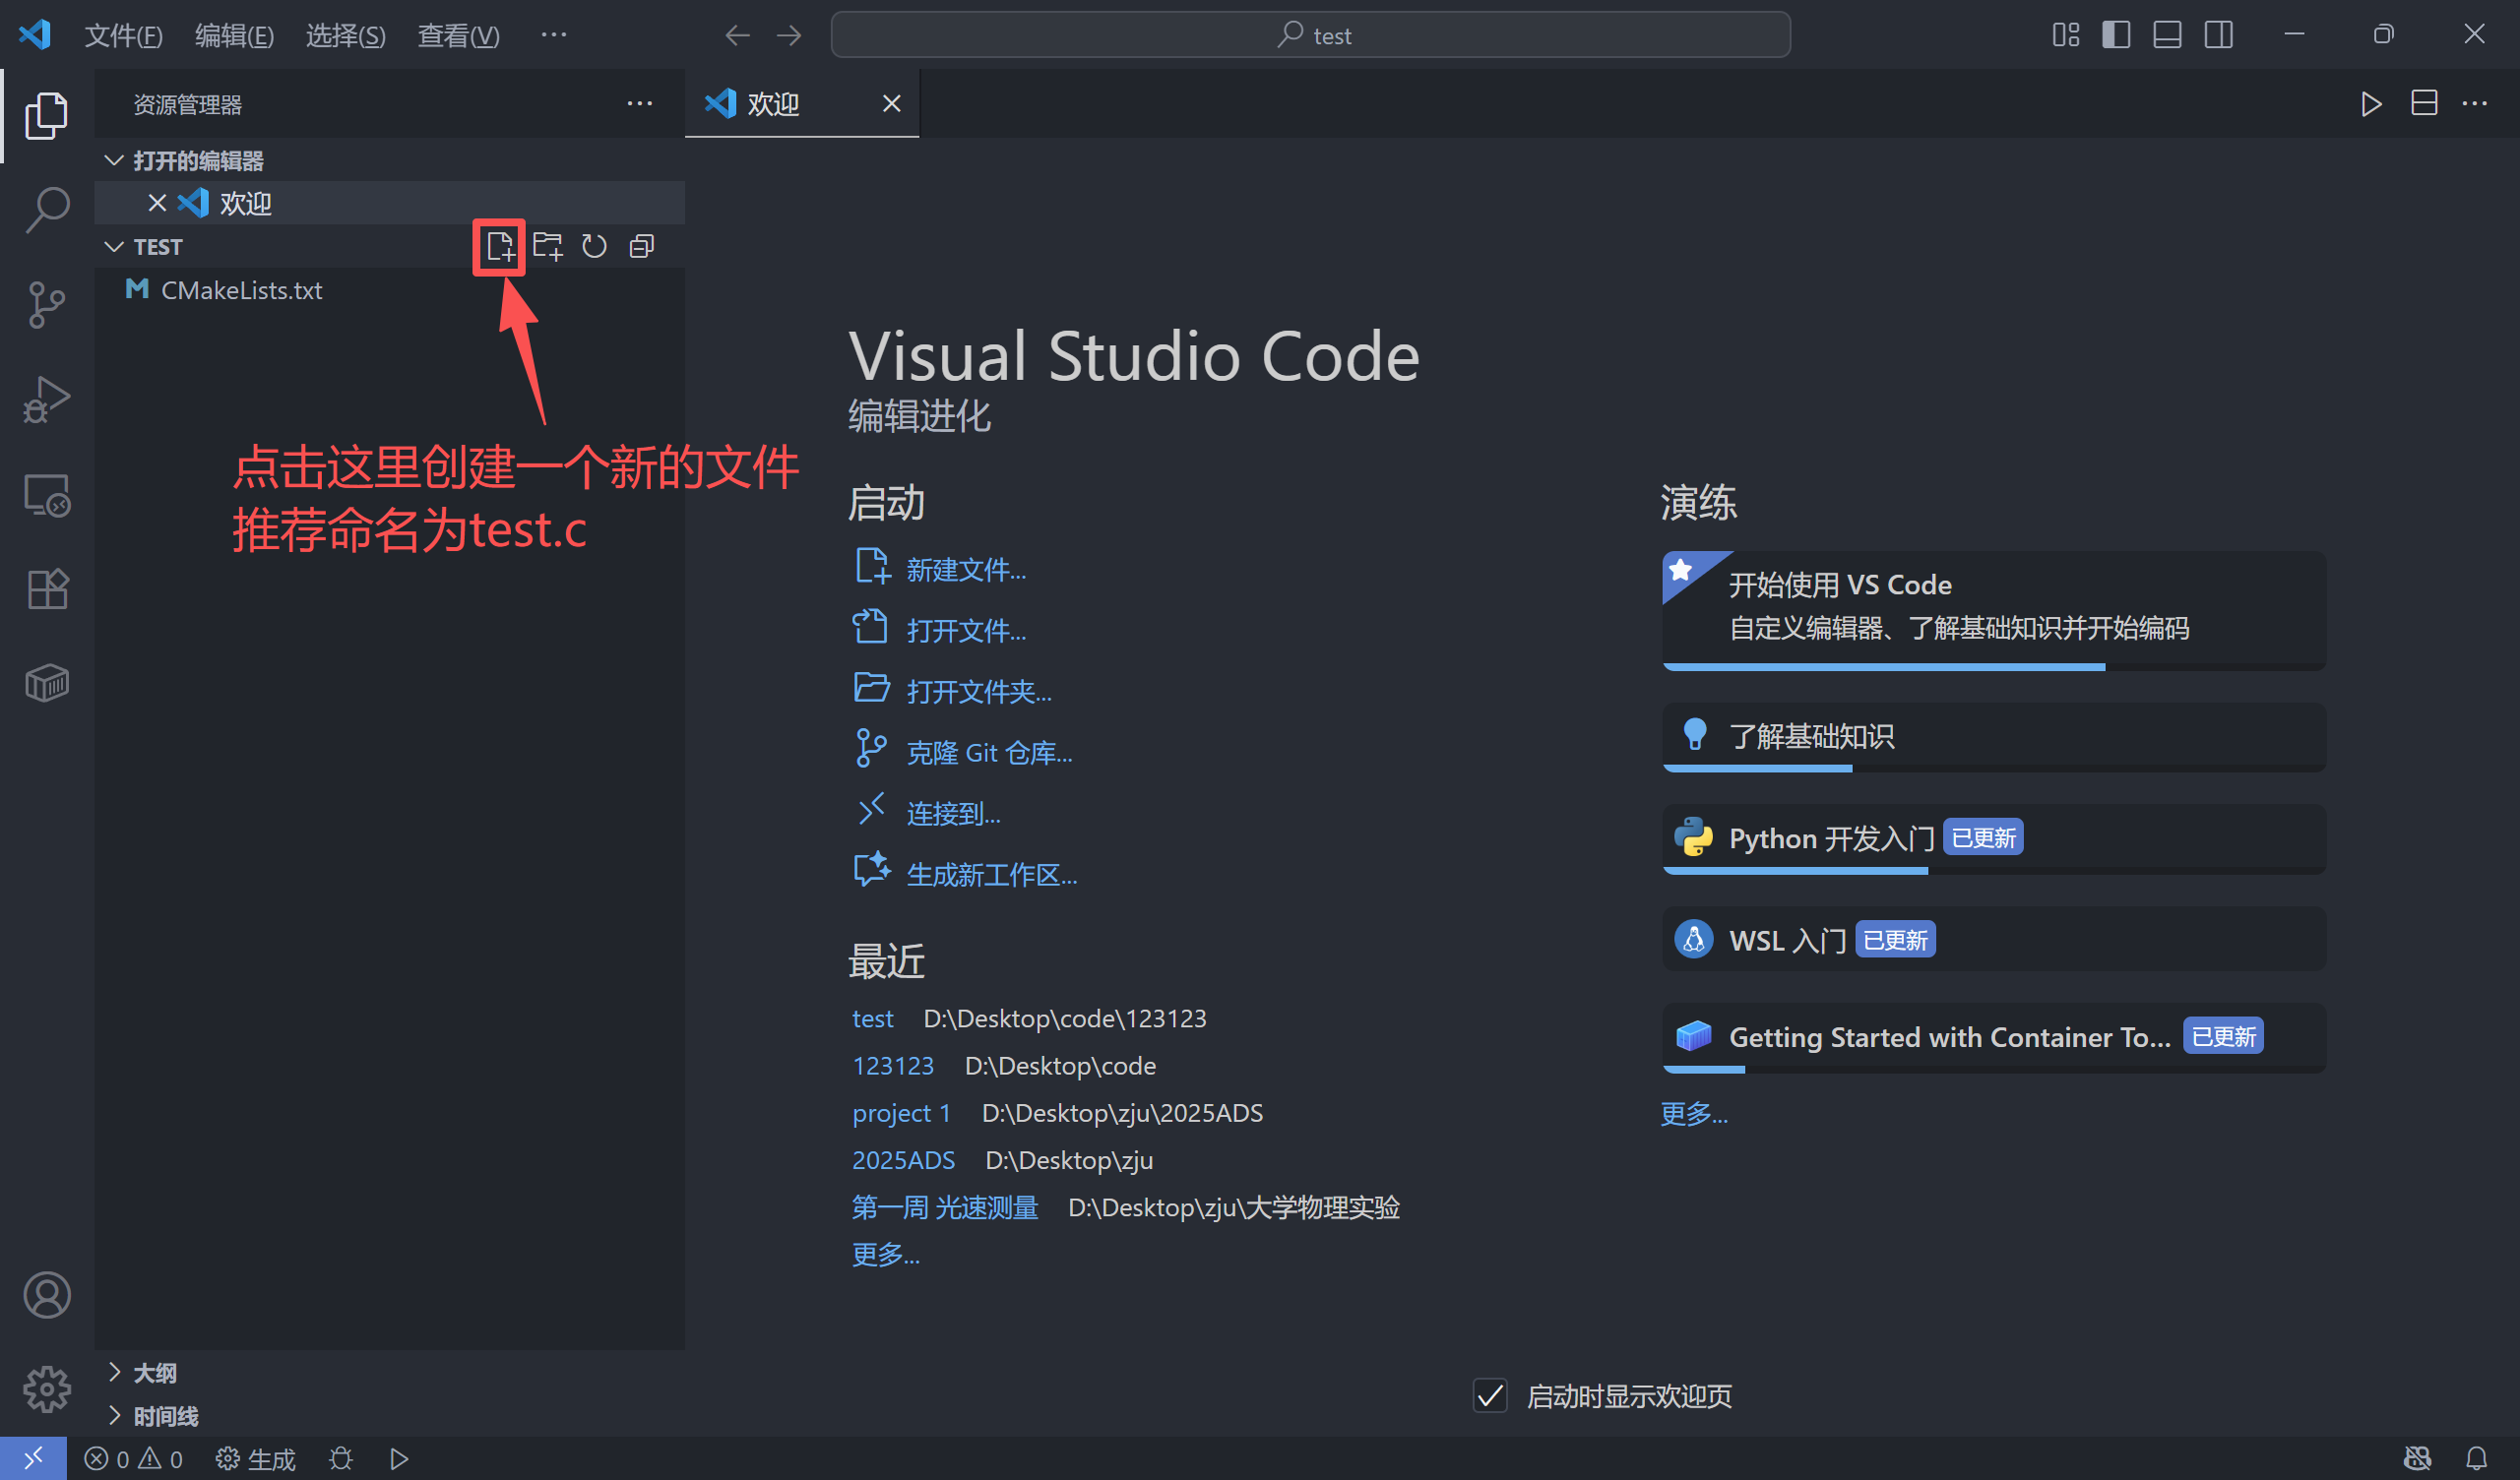 文件(F) 编辑(E) 选择(S) 查看(V) ··· test
资源管理器 ···
欢迎
打开的编辑器
欢迎
TEST
CMakeLists.txt
点击这里创建一个新的文件
推荐命名为test.c
Visual Studio Code
编辑进化
启动
新建文件...
打开文件...
打开文件夹...
克隆 Git 仓库...
连接到...
生成新工作区...
最近
test D:\Desktop\code\123123
123123 D:\Desktop\code
project 1 D:\Desktop\zju\2025ADS
2025ADS D:\Desktop\zju
第一周 光速测量 D:\Desktop\zju\大学物理实验
更多...
演练
开始使用 VS Code
自定义编辑器、了解基础知识并开始编码
了解基础知识
Python 开发入门 已更新
WSL 入门 已更新
Getting Started with Container To... 已更新
更多...
启动时显示欢迎页
大纲
时间线
0 0 生成